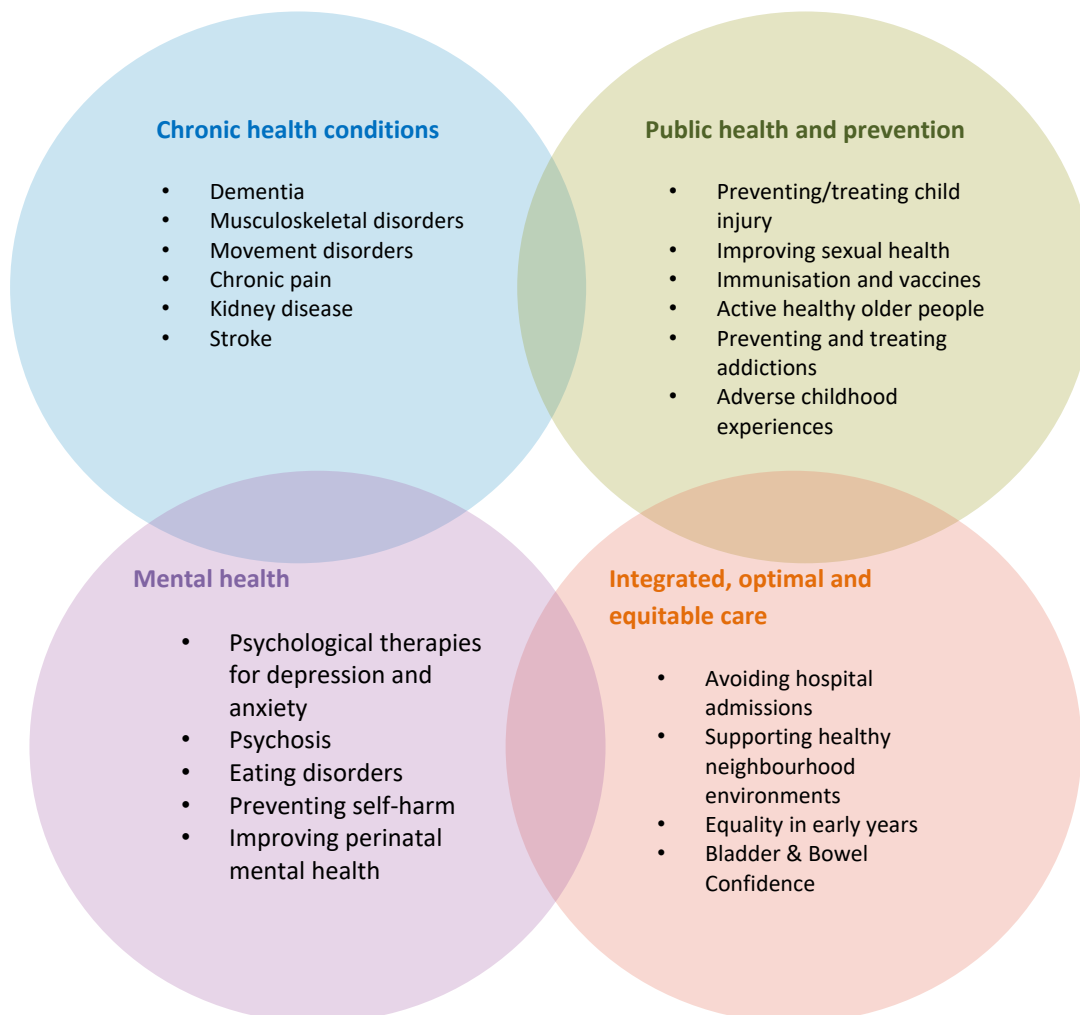 Chronic health conditions
• Dementia
• Musculoskeletal disorders
• Movement disorders
• Chronic pain
• Kidney disease
• Stroke
Public health and prevention
• Preventing/treating child
injury
• Improving sexual health
• Immunisation and vaccines
• Active healthy older people
• Preventing and treating
addictions
• Adverse childhood
experiences
Mental health
• Psychological therapies
for depression and
anxiety
• Psychosis
• Eating disorders
• Preventing self-harm
• Improving perinatal
mental health
Integrated, optimal and
equitable care
• Avoiding hospital
admissions
• Supporting healthy
neighbourhood
environments
• Equality in early years
• Bladder & Bowel
Confidence